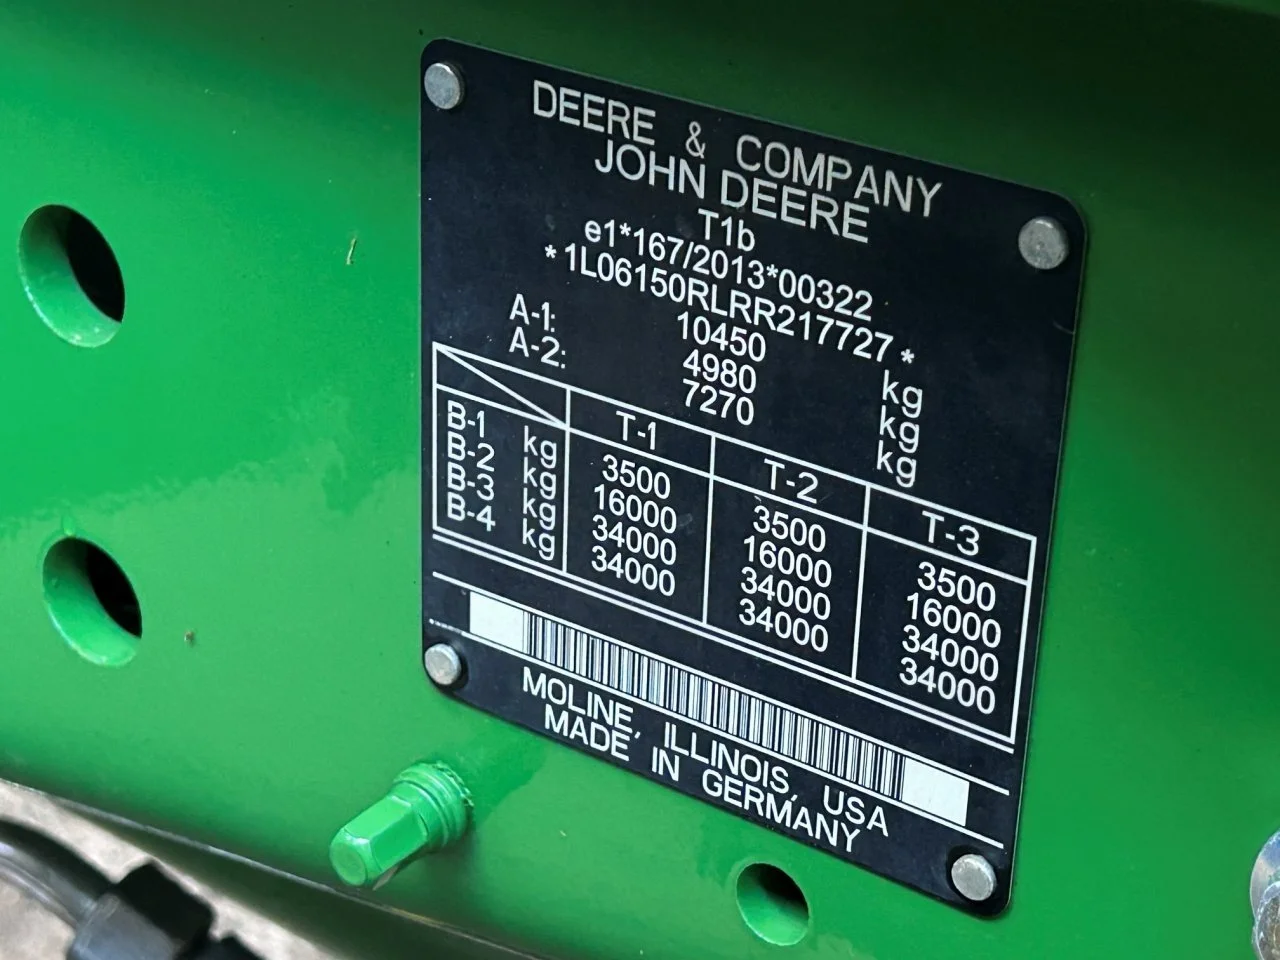 DEERE & COMPANY
JOHN DEERE
T1b
e1*167/2013*00322
*1L06150RLRR217727*
10450 kg
A-1: 4980 kg
A-2: 7270 kg
T-1 T-2 T-3
B-1 kg 3500 3500 3500
B-2 kg 16000 16000 16000
B-3 kg 34000 34000 34000
B-4 kg 34000 34000 34000
MOLINE, ILLINOIS, USA
MADE IN GERMANY